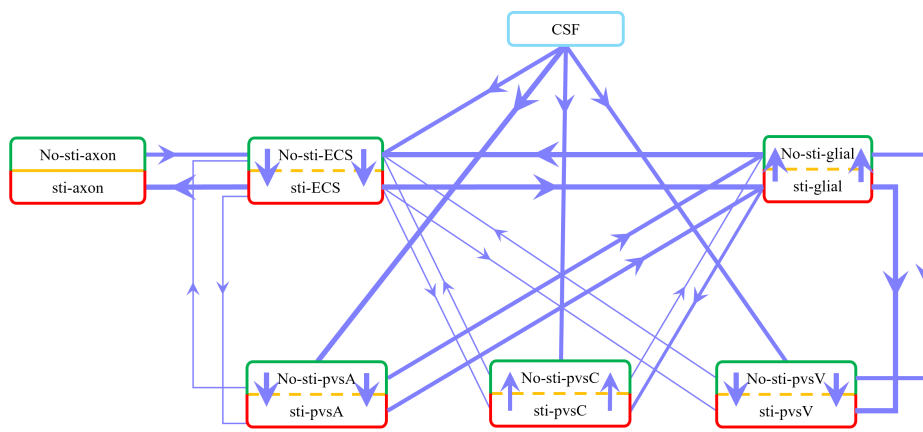 CSF
No-sti-axon
sti-axon
No-sti-ECS
sti-ECS
No-sti-glial
sti-glial
No-sti-pvsA
sti-pvsA
No-sti-pvsC
sti-pvsC
No-sti-pvsV
sti-pvsV